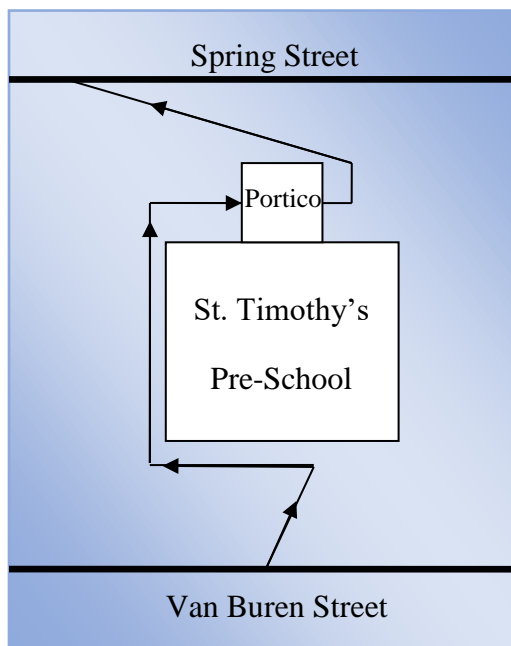 Spring Street
Portico
St. Timothy’s
Pre-School
Van Buren Street